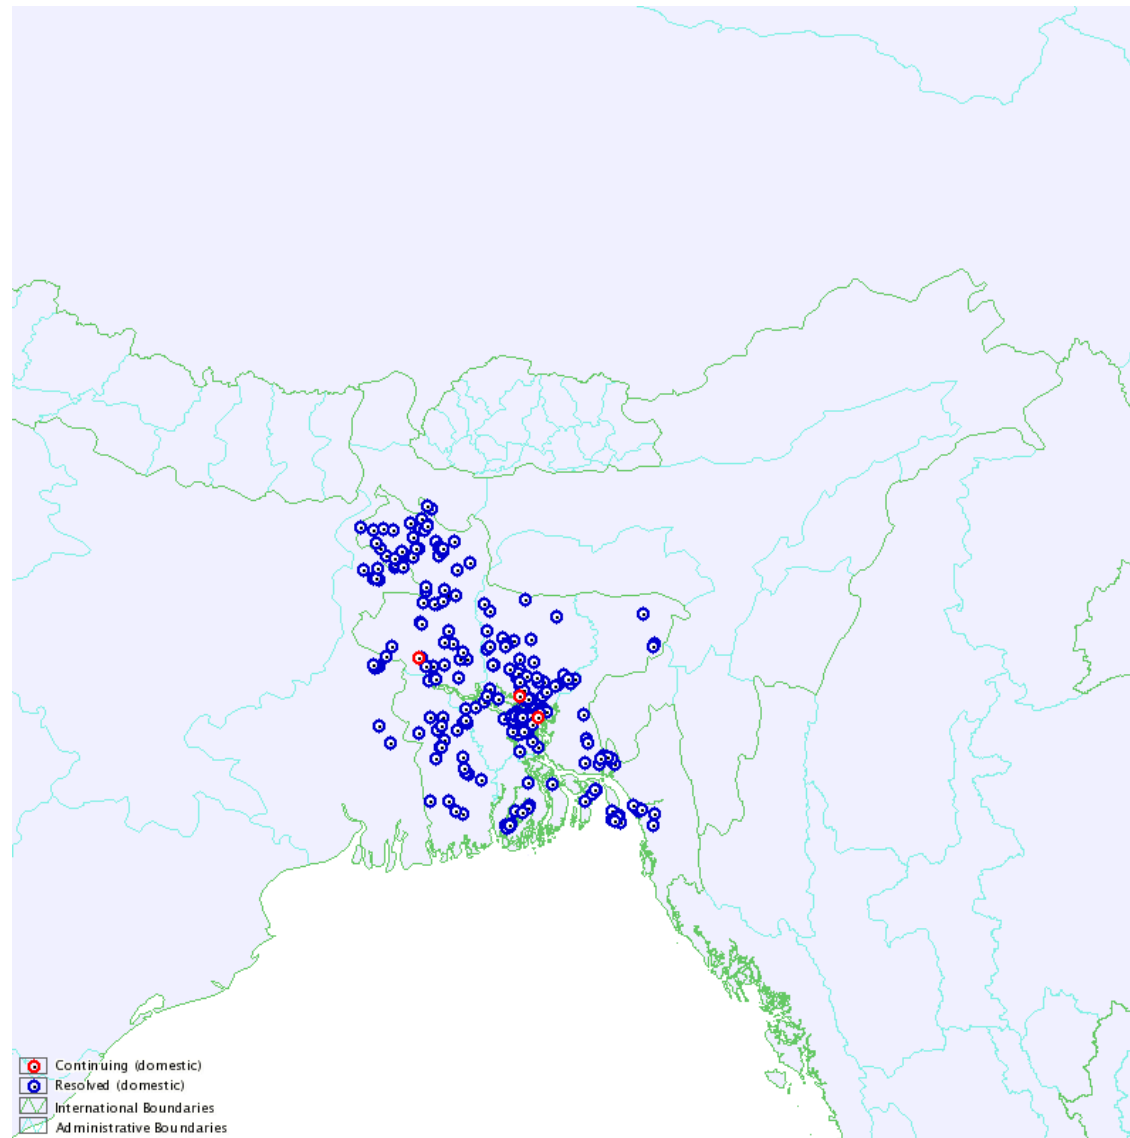 Continuing (domestic)
Resolved (domestic)
International Boundaries
Administrative Boundaries